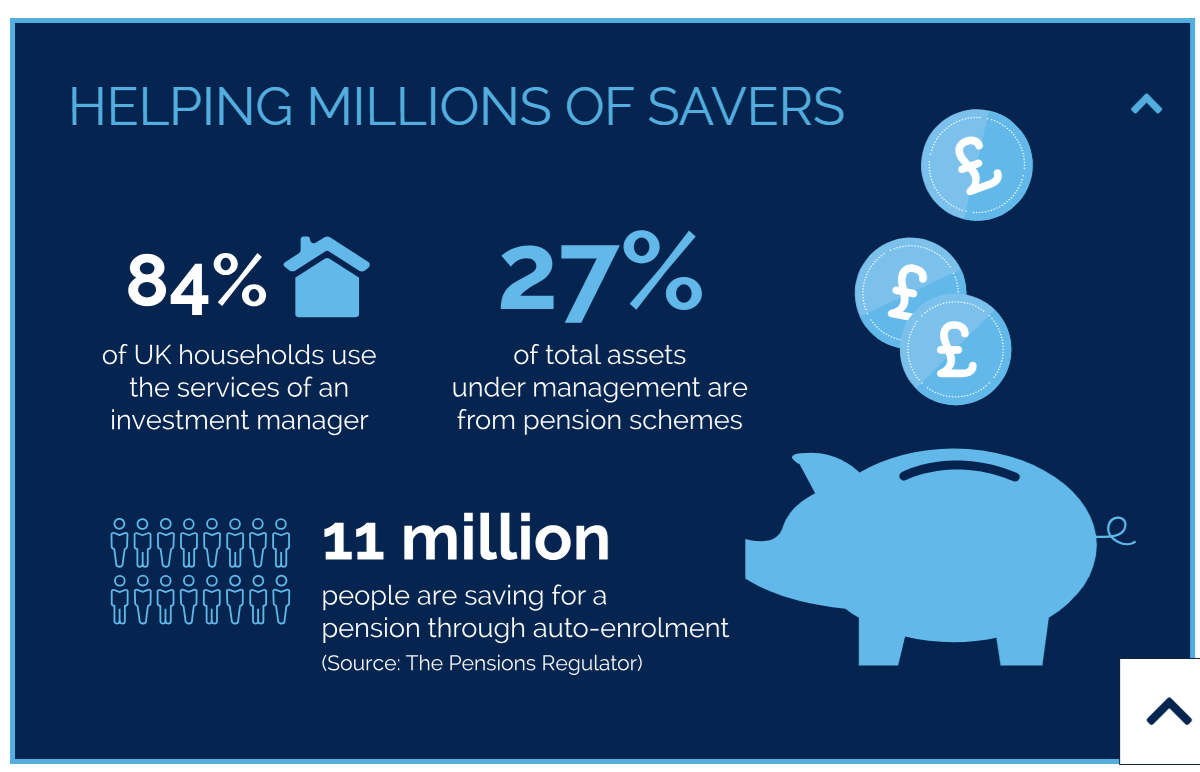 HELPING MILLIONS OF SAVERS
84%
of UK households use
the services of an
investment manager
27%
of total assets
under management are
from pension schemes
11 million
people are saving for a
pension through auto-enrolment
(Source: The Pensions Regulator)
£
£
£